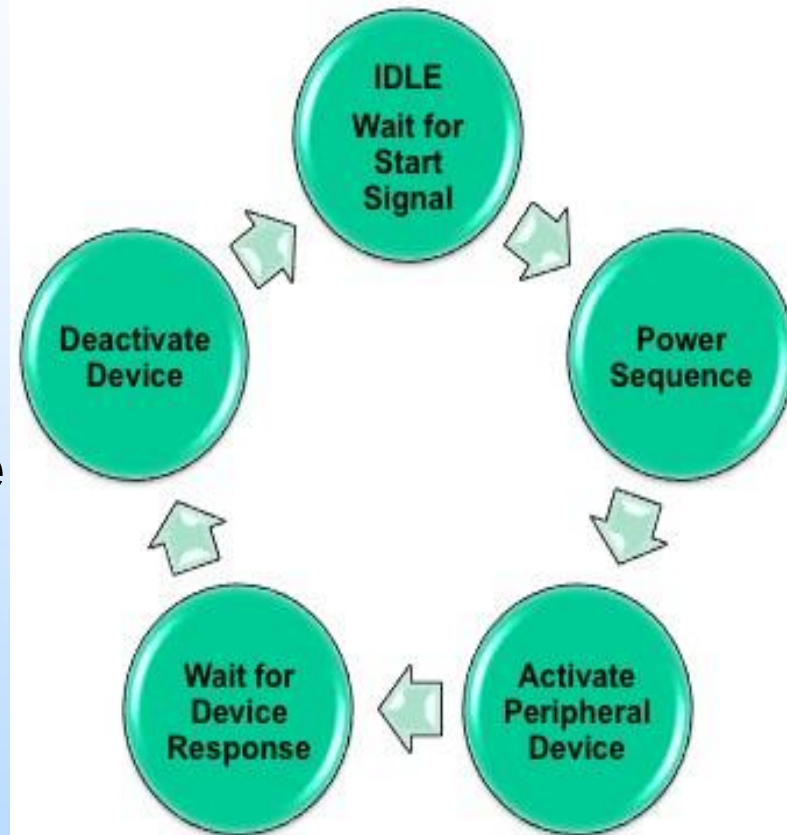 IDLE
Wait for
Start
Signal
Power
Sequence
Activate
Peripheral
Device
Wait for
Device
Response
Deactivate
Device
e